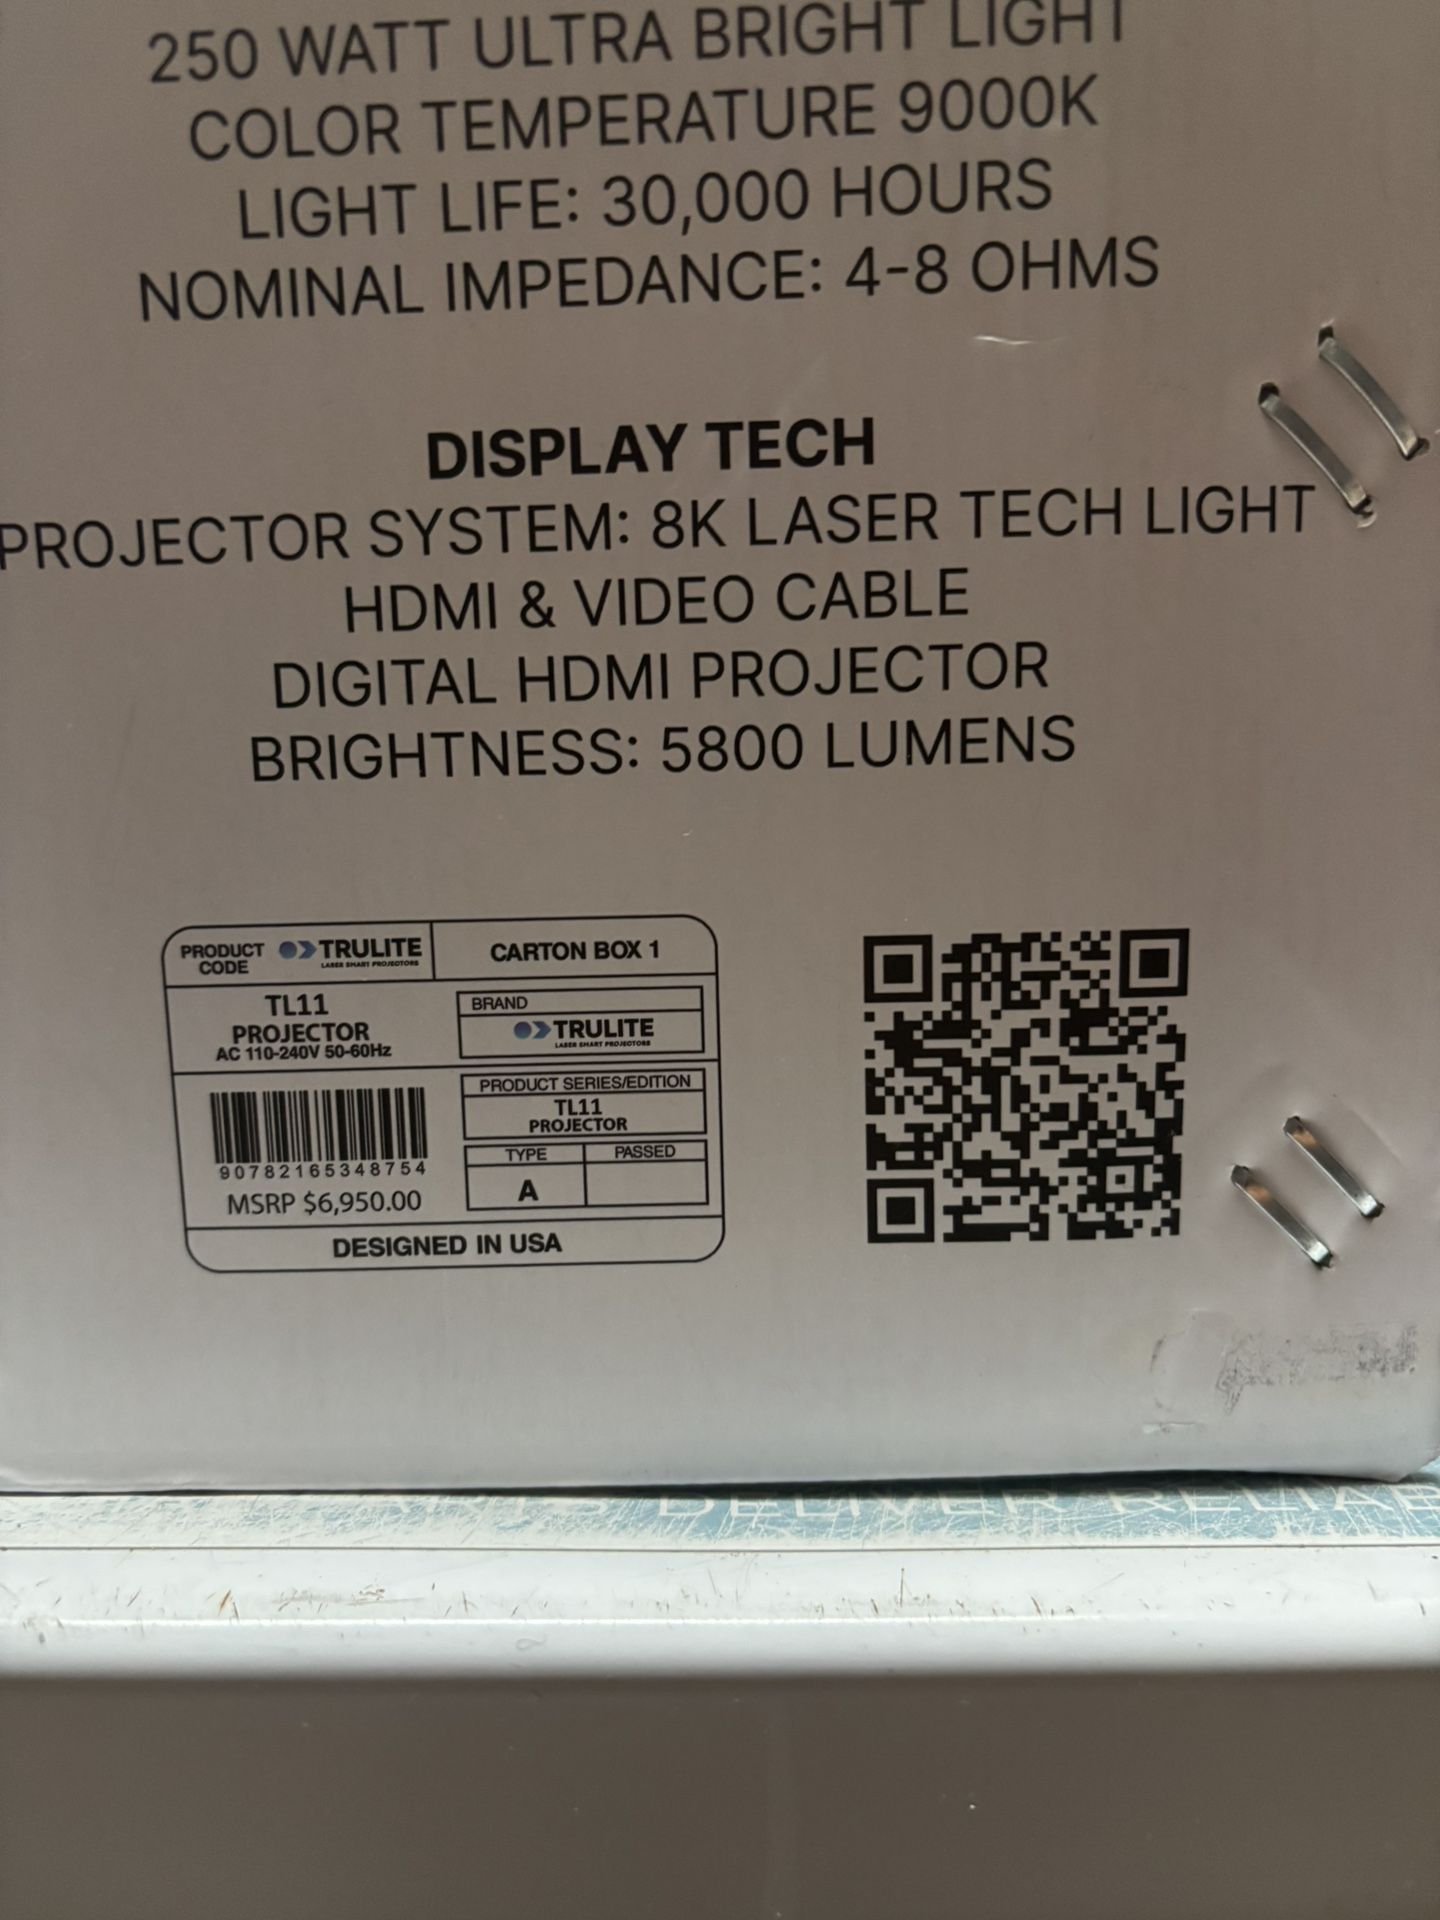 250 WATT ULTRA BRIGHT LIGHT
COLOR TEMPERATURE 9000K
LIGHT LIFE: 30,000 HOURS
NOMINAL IMPEDANCE: 4-8 OHMS
DISPLAY TECH
PROJECTOR SYSTEM: 8K LASER TECH LIGHT
HDMI & VIDEO CABLE
DIGITAL HDMI PROJECTOR
BRIGHTNESS: 5800 LUMENS
PRODUCT CODE TRULITE
LASER SMART PROJECTORS
CARTON BOX 1
TL11
PROJECTOR
AC 110-240V 50-60Hz
BRAND
TRULITE
LASER SMART PROJECTORS
PRODUCT SERIES/EDITION
TL11
PROJECTOR
TYPE PASSED
A
90782165348754
MSRP $6,950.00
DESIGNED IN USA
DELIVER